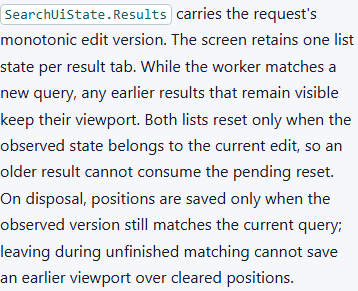 SearchUiState.Results carries the request's
monotonic edit version. The screen retains one list
state per result tab. While the worker matches a
new query, any earlier results that remain visible
keep their viewport. Both lists reset only when the
observed state belongs to the current edit, so an
older result cannot consume the pending reset.
On disposal, positions are saved only when the
observed version still matches the current query;
leaving during unfinished matching cannot save
an earlier viewport over cleared positions.